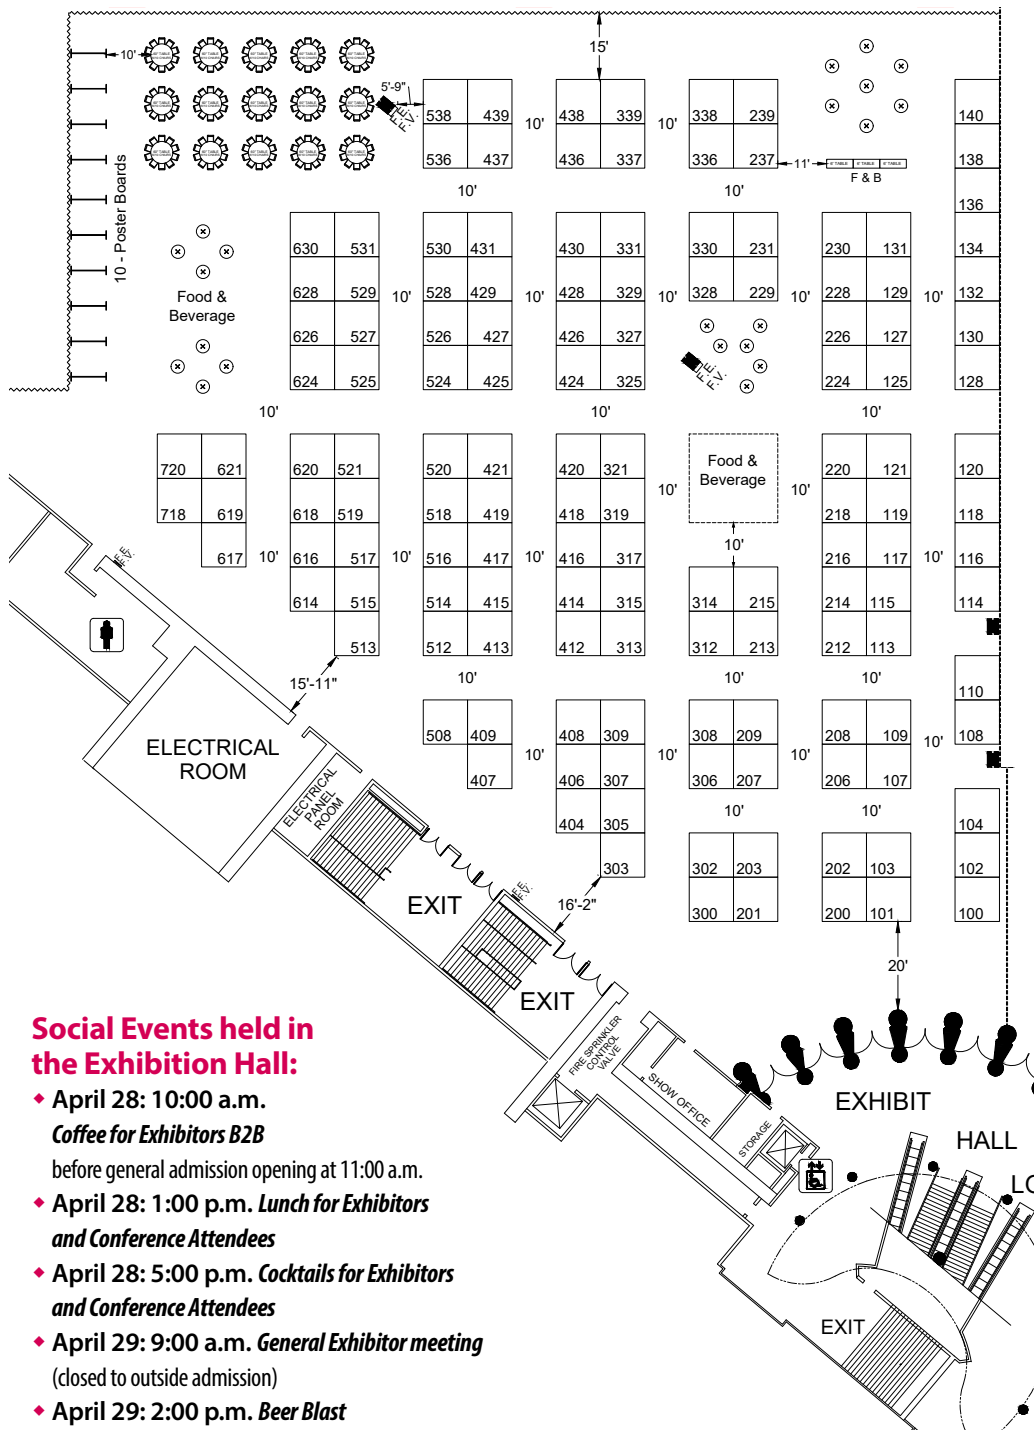 15'
10'
5'-9"
F.E.
F.V.
538 439
10'
438 339
10'
338 239
140
536 437
436 337
336 237
11'
6' TABLE 6' TABLE 6' TABLE
F & B
138
10 - Poster Boards
10'
10'
136
630 531
530 431
430 331
330 231
230 131
134
Food &
Beverage
628 529
10'
528 429
10'
428 329
10'
328 229
10'
228 129
10'
132
626 527
526 427
426 327
226 127
130
F.E.
F.V.
624 525
524 425
424 325
224 125
128
10'
10'
10'
720 621
620 521
520 421
420 321
Food &
Beverage
220 121
120
10'
10'
718 619
618 519
518 419
418 319
218 119
118
F.E.
F.V.
617
10'
616 517
10'
516 417
10'
416 317
10'
216 117
10'
116
614 515
514 415
414 315
314 215
214 115
114
513
512 413
412 313
312 213
212 113
15'-11"
10'
10'
10'
110
508 409
408 309
308 209
208 109
108
ELECTRICAL
ROOM
10'
10'
10'
10'
407
406 307
306 207
206 107
ELECTRICAL
PANEL
ROOM
404 305
10'
10'
104
303
302 203
202 103
102
F.E.
F.V.
EXIT
16'-2"
300 201
200 101
100
20'
EXIT
FIRE SPRINKLER
CONTROL
VALVE
SHOW OFFICE
STORAGE
EXHIBIT
HALL
EXIT
Social Events held in
the Exhibition Hall:
◆ April 28: 10:00 a.m.
Coffee for Exhibitors B2B
before general admission opening at 11:00 a.m.
◆ April 28: 1:00 p.m. Lunch for Exhibitors
and Conference Attendees
◆ April 28: 5:00 p.m. Cocktails for Exhibitors
and Conference Attendees
◆ April 29: 9:00 a.m. General Exhibitor meeting
(closed to outside admission)
◆ April 29: 2:00 p.m. Beer Blast